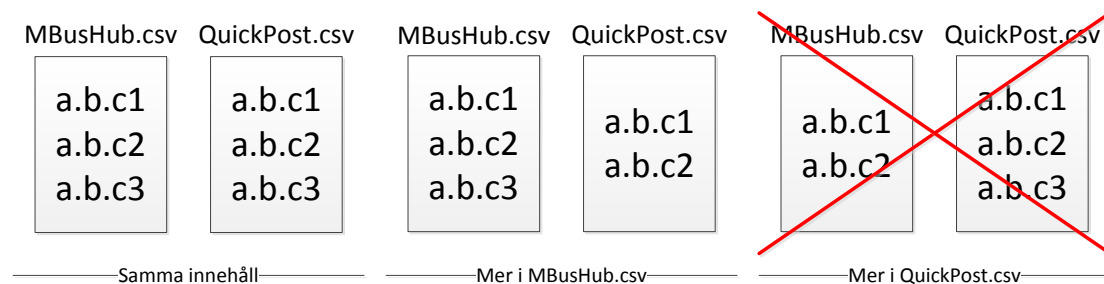 MBusHub.csv QuickPost.csv
a.b.c1
a.b.c2
a.b.c3
a.b.c1
a.b.c2
a.b.c3
Samma innehåll
MBusHub.csv QuickPost.csv
a.b.c1
a.b.c2
a.b.c3
a.b.c1
a.b.c2
Mer i MBusHub.csv
MBusHub.csv QuickPost.csv
a.b.c1
a.b.c2
a.b.c1
a.b.c2
a.b.c3
Mer i QuickPost.csv